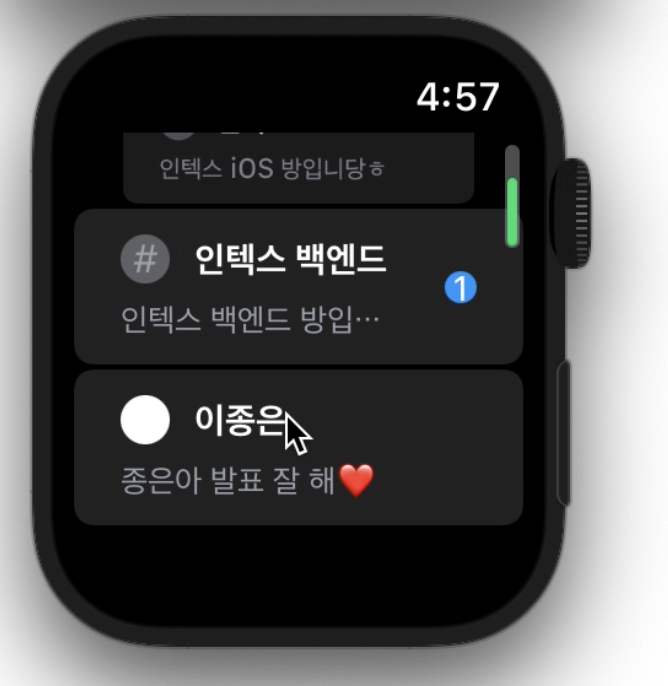 4:57
인텍스 iOS 방입니당ㅎ
# 인텍스 백엔드
1
인텍스 백엔드 방입…
이종은
종은아 발표 잘 해❤️